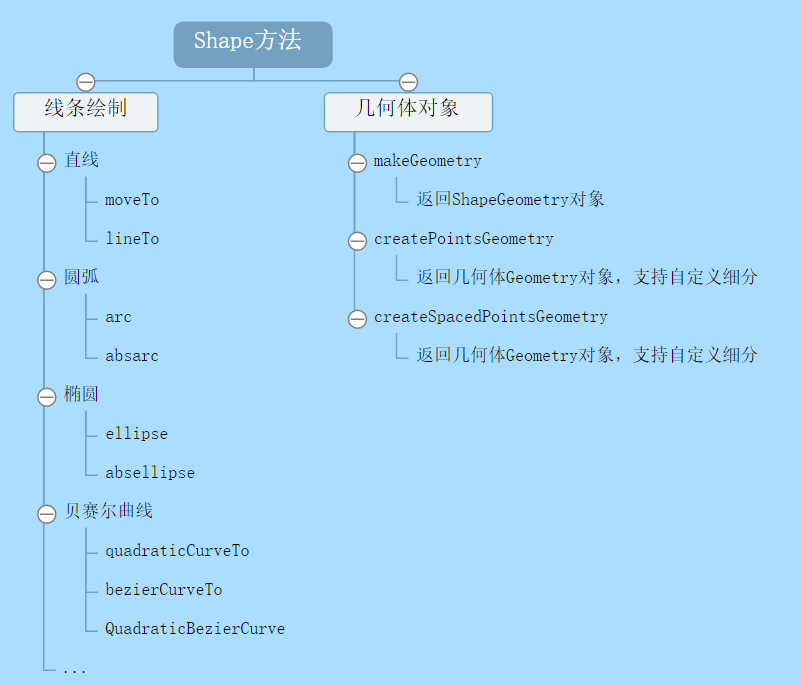 Shape方法
线条绘制
直线
moveTo
lineTo
圆弧
arc
absarc
椭圆
ellipse
absellipse
贝赛尔曲线
quadraticCurveTo
bezierCurveTo
QuadraticBezierCurve
...
几何体对象
makeGeometry
返回ShapeGeometry对象
createPointsGeometry
返回几何体Geometry对象，支持自定义细分
createSpacedPointsGeometry
返回几何体Geometry对象，支持自定义细分